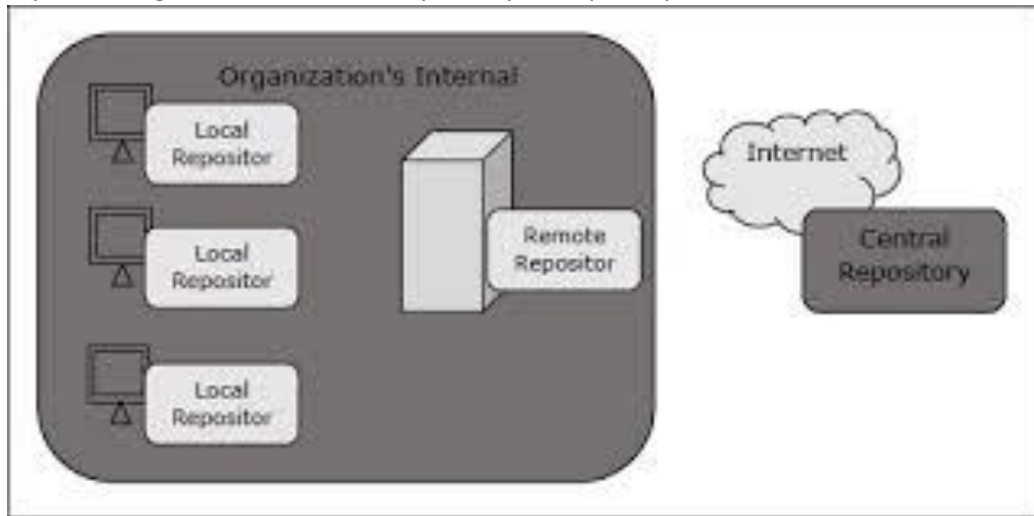 Organization's Internal
Local
Repositor
Local
Repositor
Local
Repositor
Remote
Repositor
Internet
Central
Repository